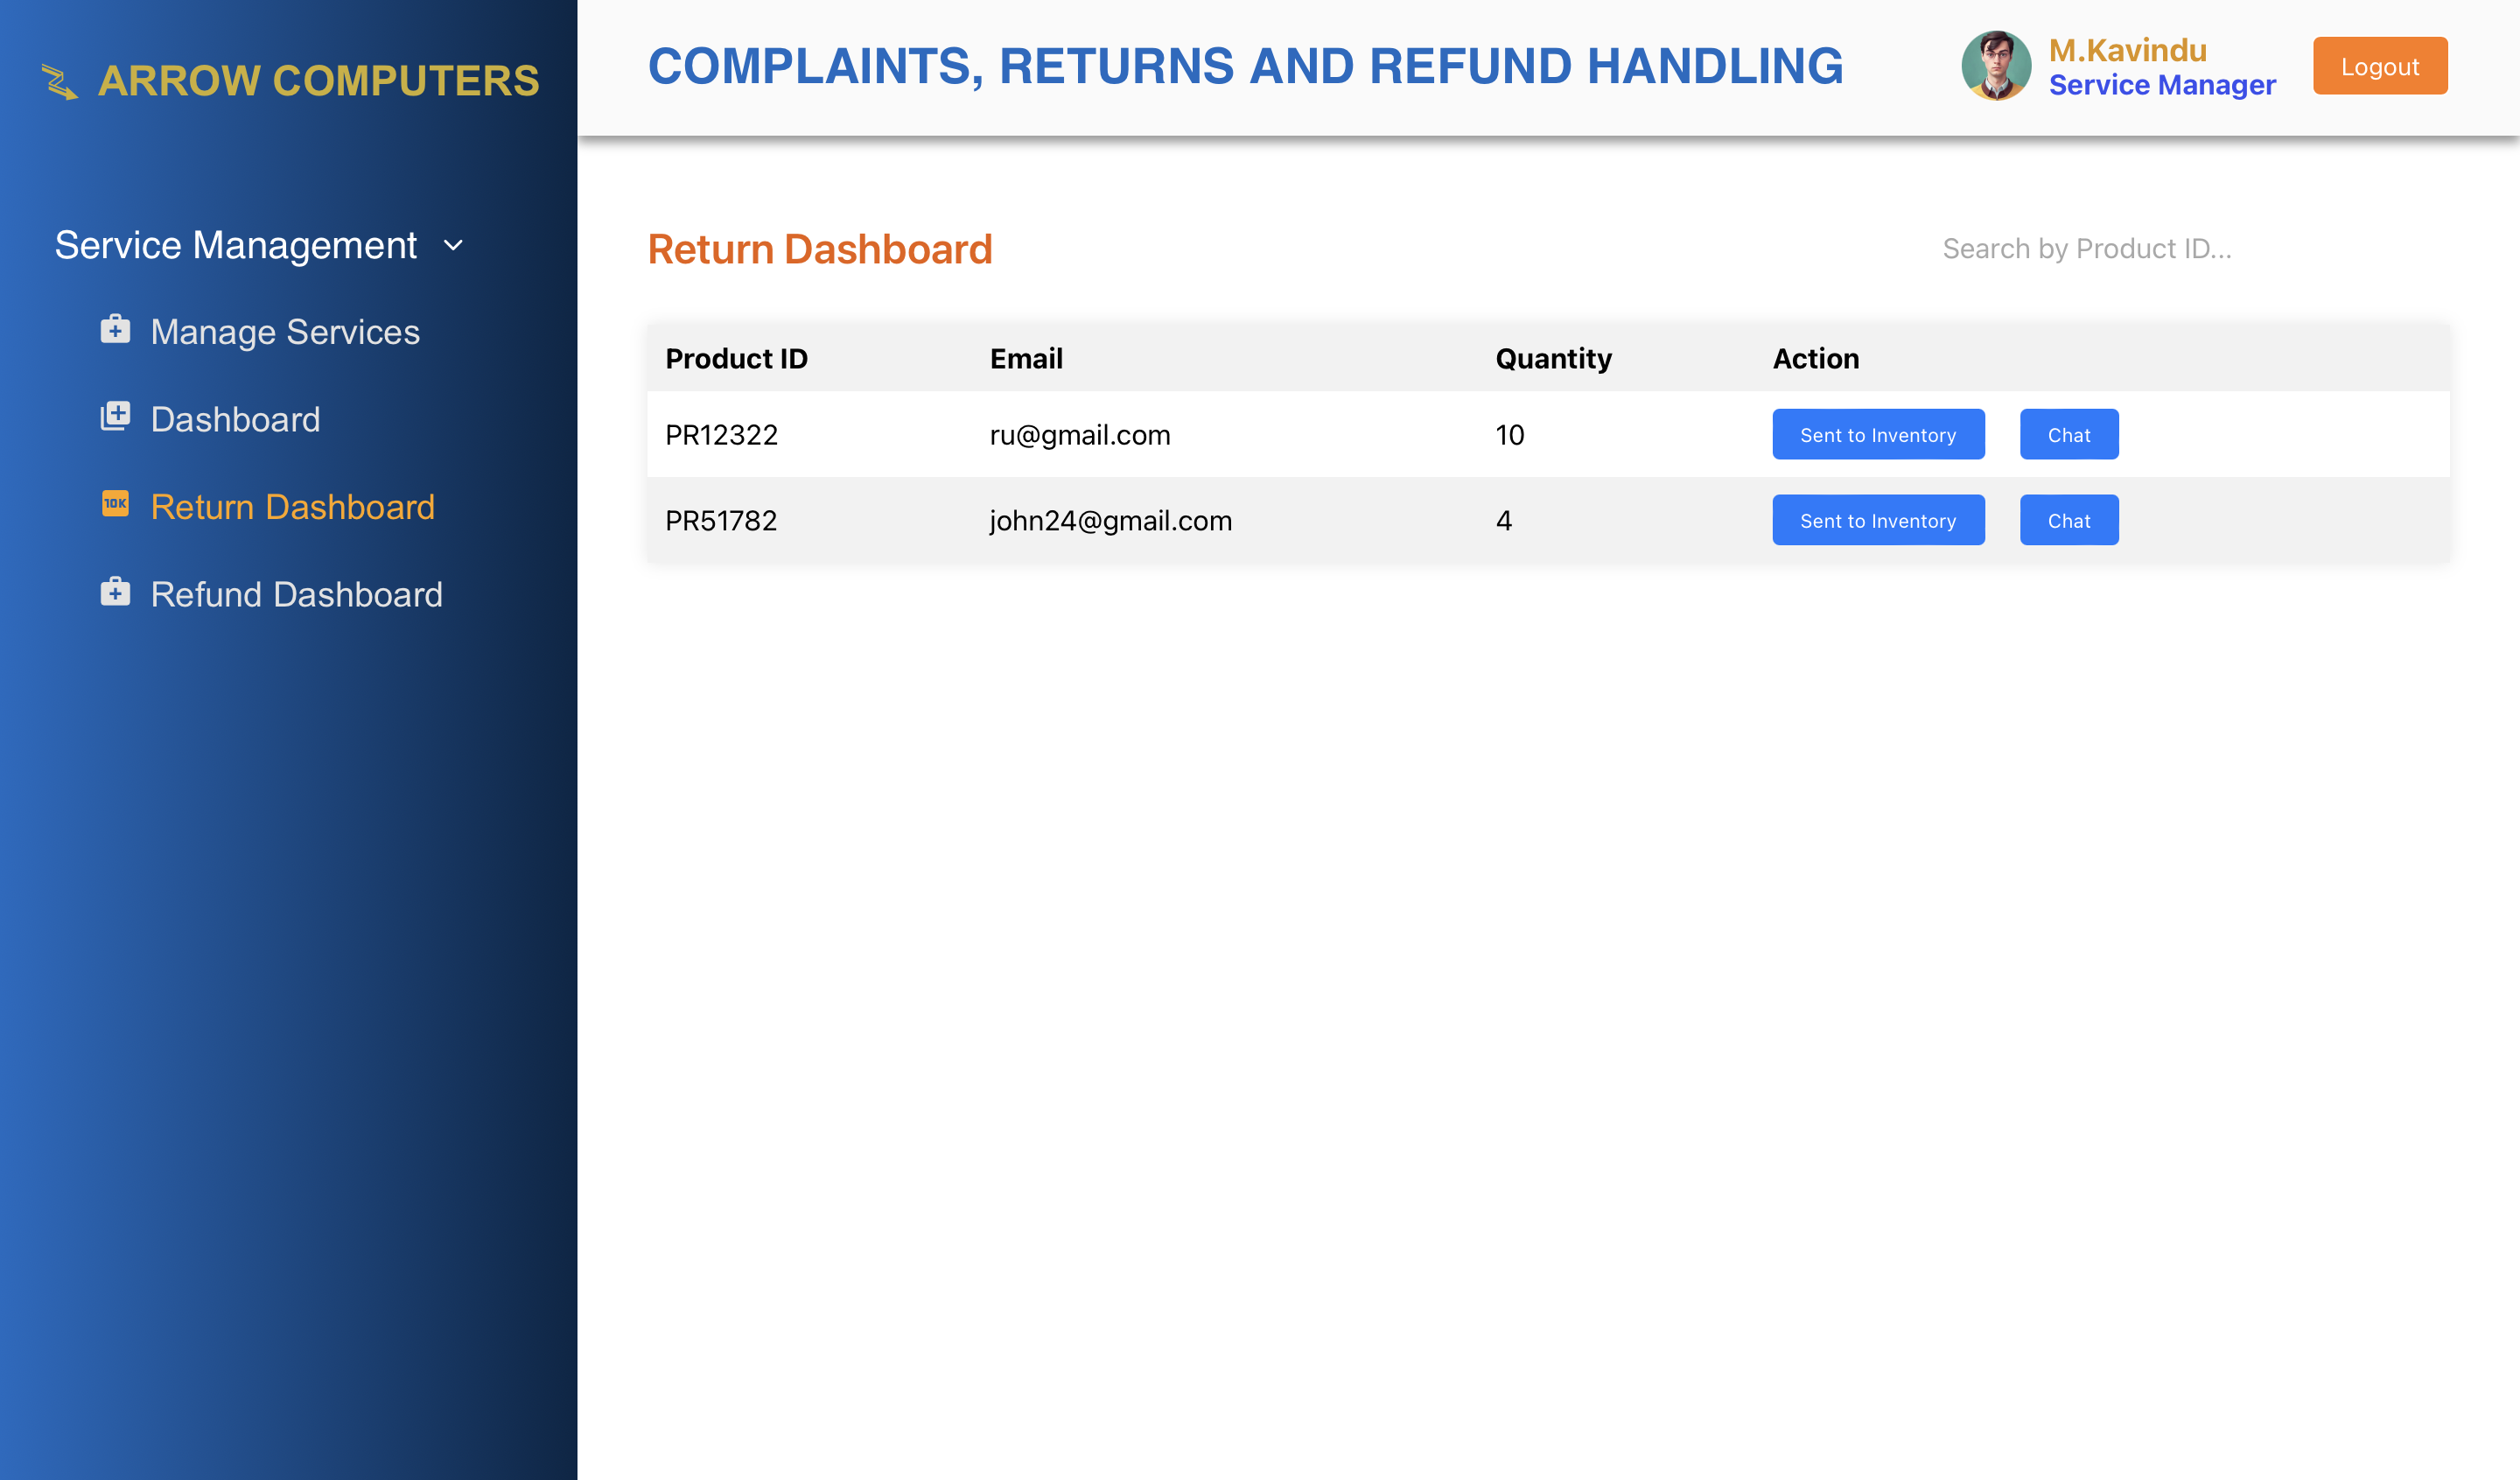 ARROW COMPUTERS
COMPLAINTS, RETURNS AND REFUND HANDLING
M.Kavindu
Service Manager
Logout
Service Management
Manage Services
Dashboard
10K Return Dashboard
Refund Dashboard
Return Dashboard
Search by Product ID...
Product ID Email Quantity Action
PR12322 ru@gmail.com 10 Sent to Inventory Chat
PR51782 john24@gmail.com 4 Sent to Inventory Chat